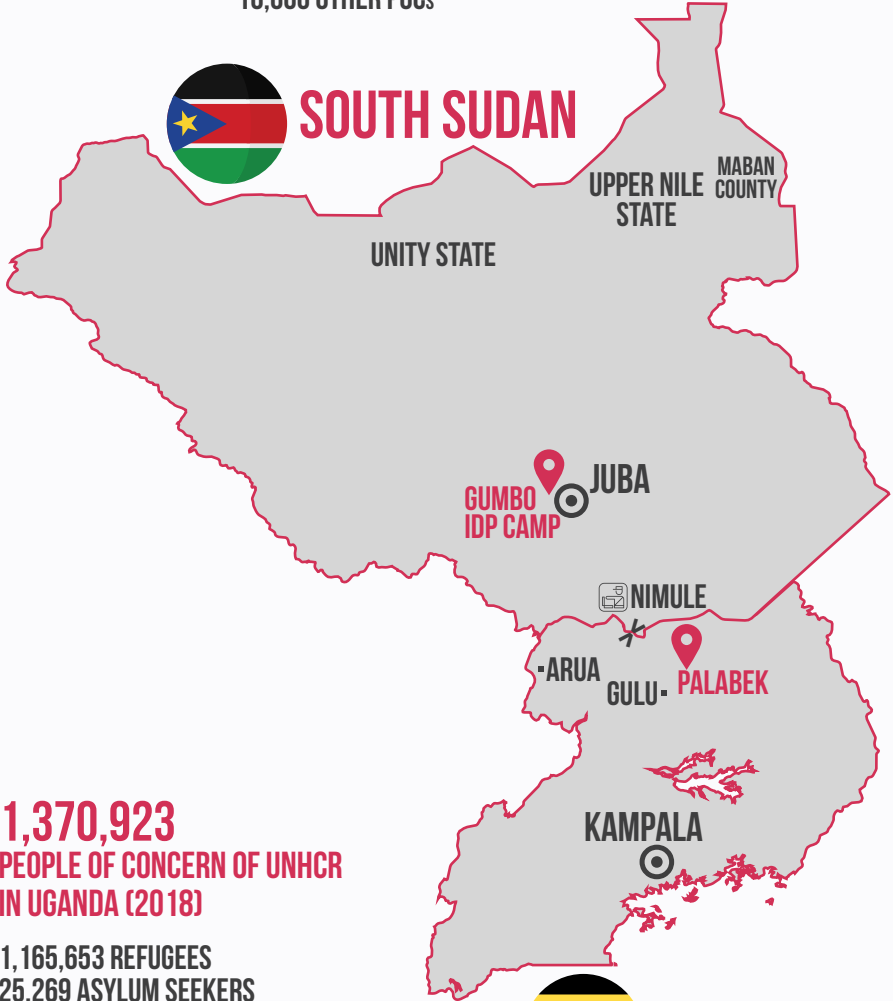 SOUTH SUDAN
MABAN
COUNTY
UPPER NILE
STATE
UNITY STATE
JUBA
GUMBO
IDP CAMP
NIMULE
ARUA
GULU
PALABEK
KAMPALA
1,370,923
PEOPLE OF CONCERN OF UNHCR
IN UGANDA (2018)
1,165,653 REFUGEES
25,269 ASYLUM SEEKERS